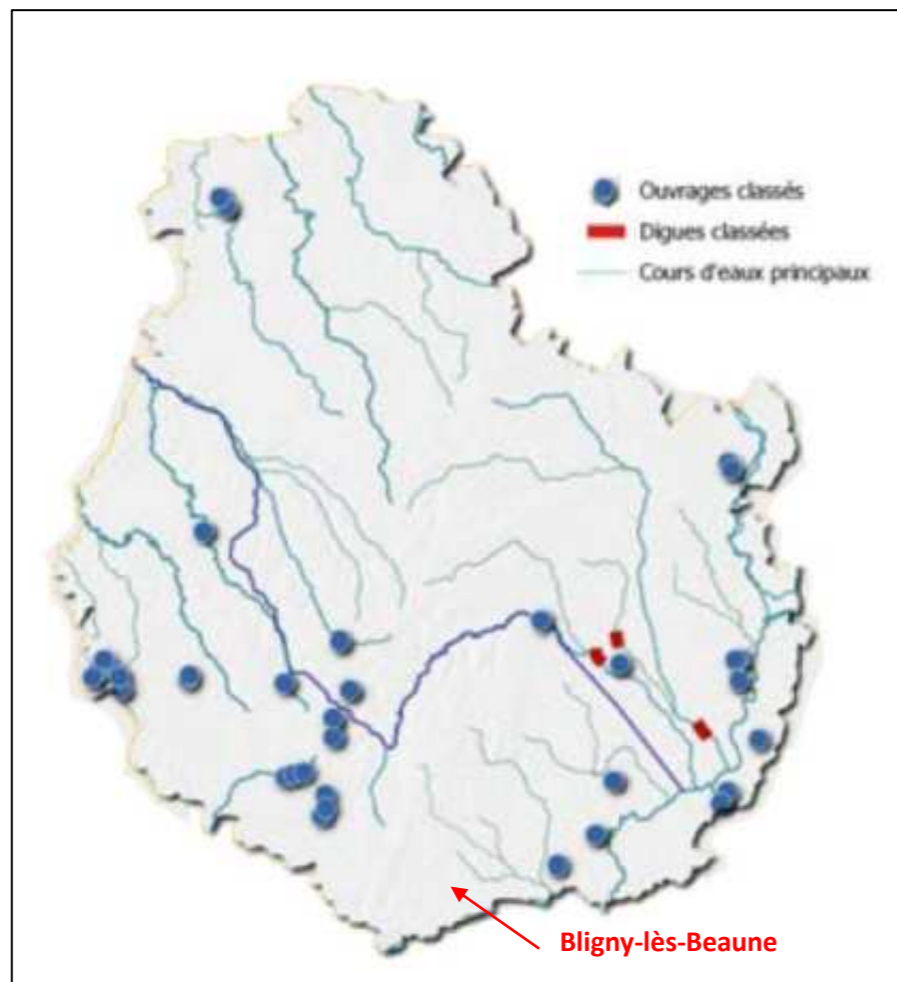 Ouvrages classés
Digues classées
Cours d'eaux principaux
Bligny-lès-Beaune